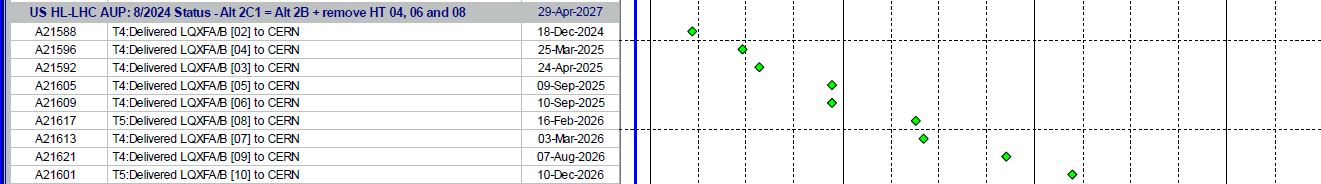 US HL-LHC AUP: 8/2024 Status - Alt 2C1 = Alt 2B + remove HT 04, 06 and 08 29-Apr-2027
A21588 T4:Delivered LQXFA/B [02] to CERN 18-Dec-2024
A21596 T4:Delivered LQXFA/B [04] to CERN 25-Mar-2025
A21592 T4:Delivered LQXFA/B [03] to CERN 24-Apr-2025
A21605 T4:Delivered LQXFA/B [05] to CERN 09-Sep-2025
A21609 T4:Delivered LQXFA/B [06] to CERN 10-Sep-2025
A21617 T5:Delivered LQXFA/B [08] to CERN 16-Feb-2026
A21613 T4:Delivered LQXFA/B [07] to CERN 03-Mar-2026
A21621 T4:Delivered LQXFA/B [09] to CERN 07-Aug-2026
A21601 T5:Delivered LQXFA/B [10] to CERN 10-Dec-2026